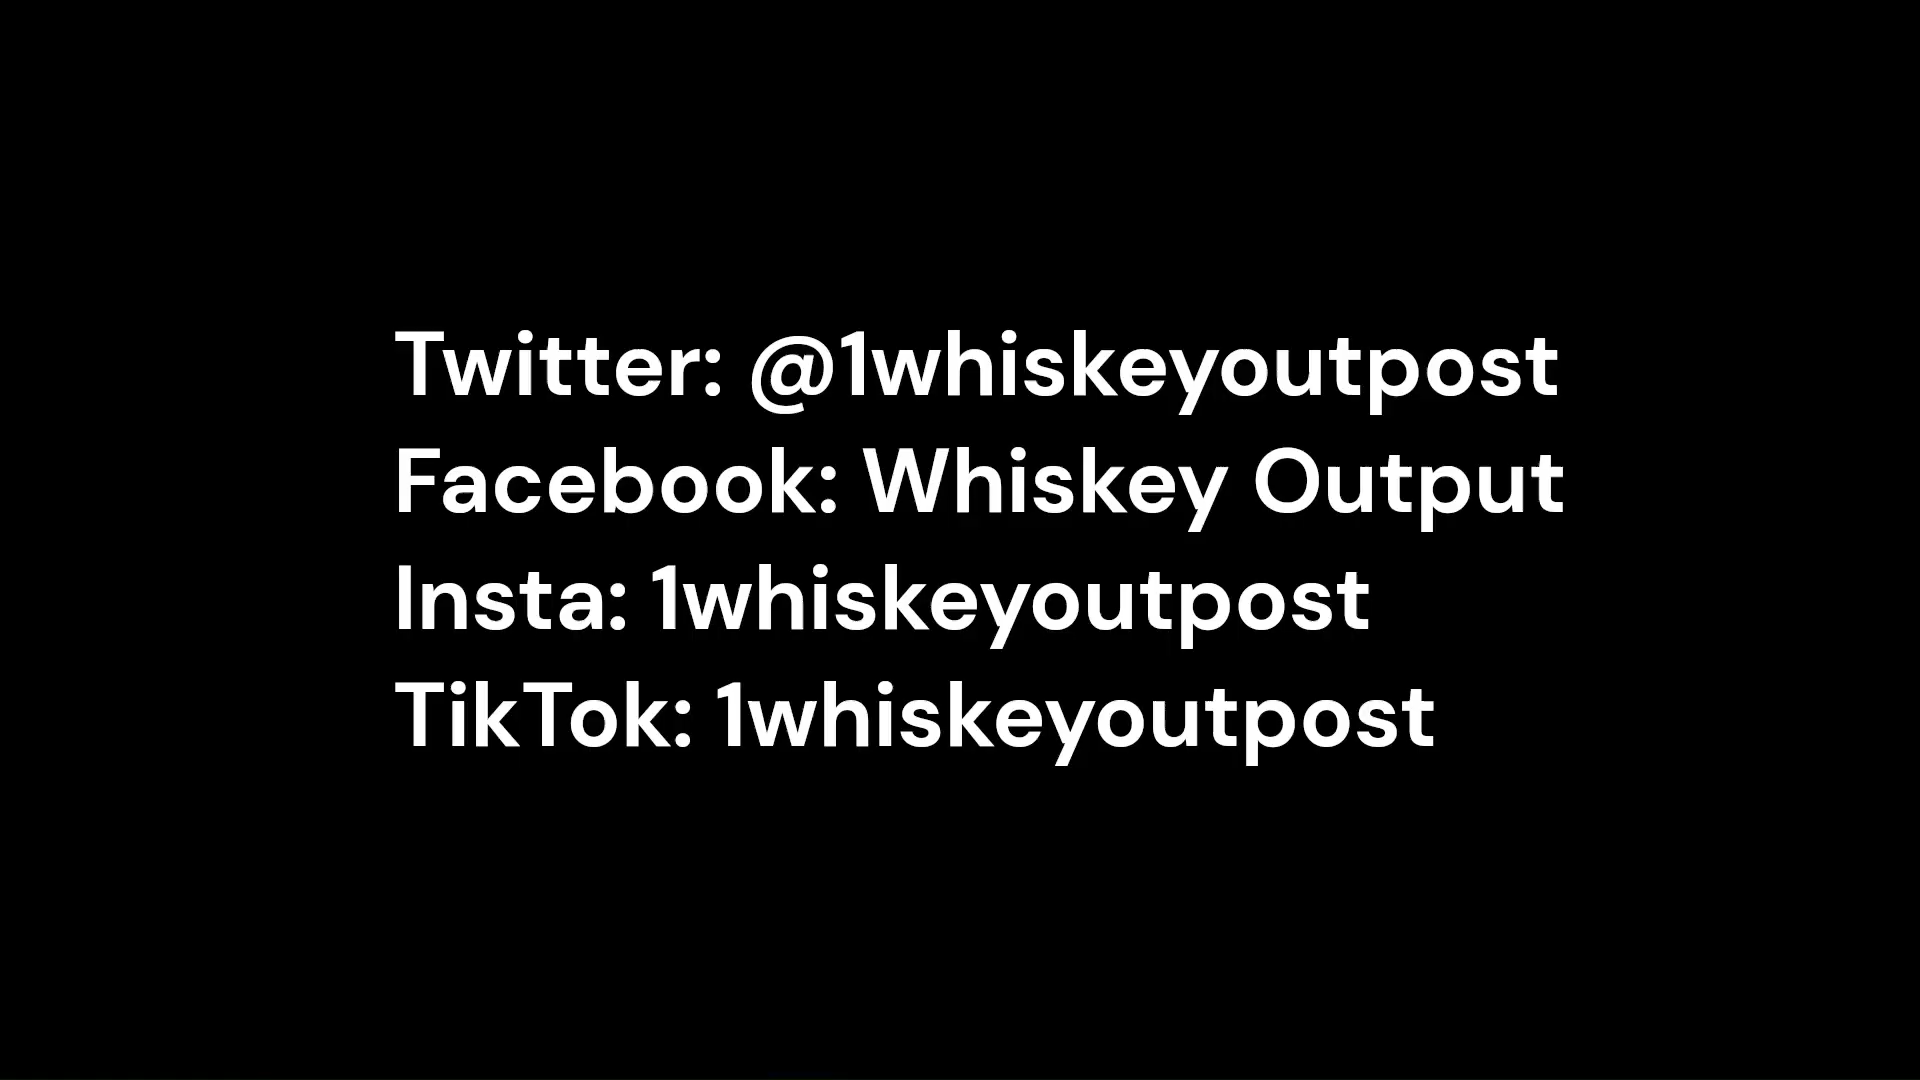 Twitter: @1whiskeyoutpost
Facebook: Whiskey Output
Insta: 1whiskeyoutpost
TikTok: 1whiskeyoutpost